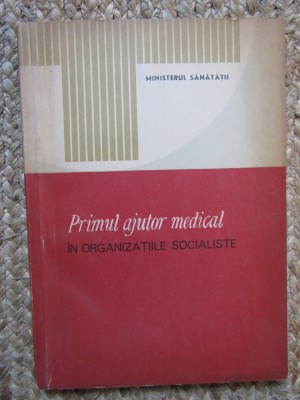 MINISTERUL SĂNĂTĂȚII
Primul ajutor medical
ÎN ORGANIZAȚIILE SOCIALISTE